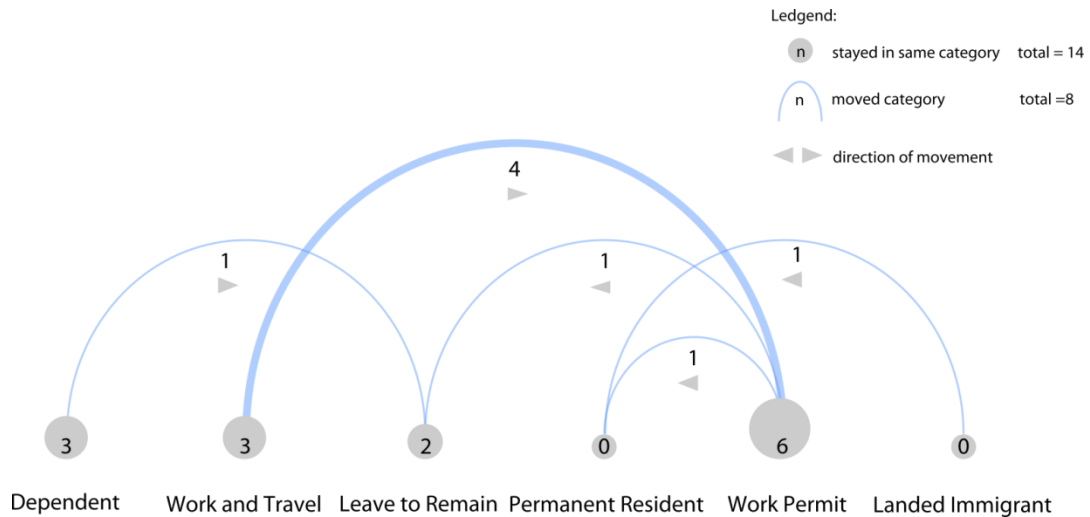 Ledgend:
n stayed in same category total = 14
n moved category total =8
direction of movement
4
1 1 1
1
3 3 2 0 6 0
Dependent Work and Travel Leave to Remain Permanent Resident Work Permit Landed Immigrant